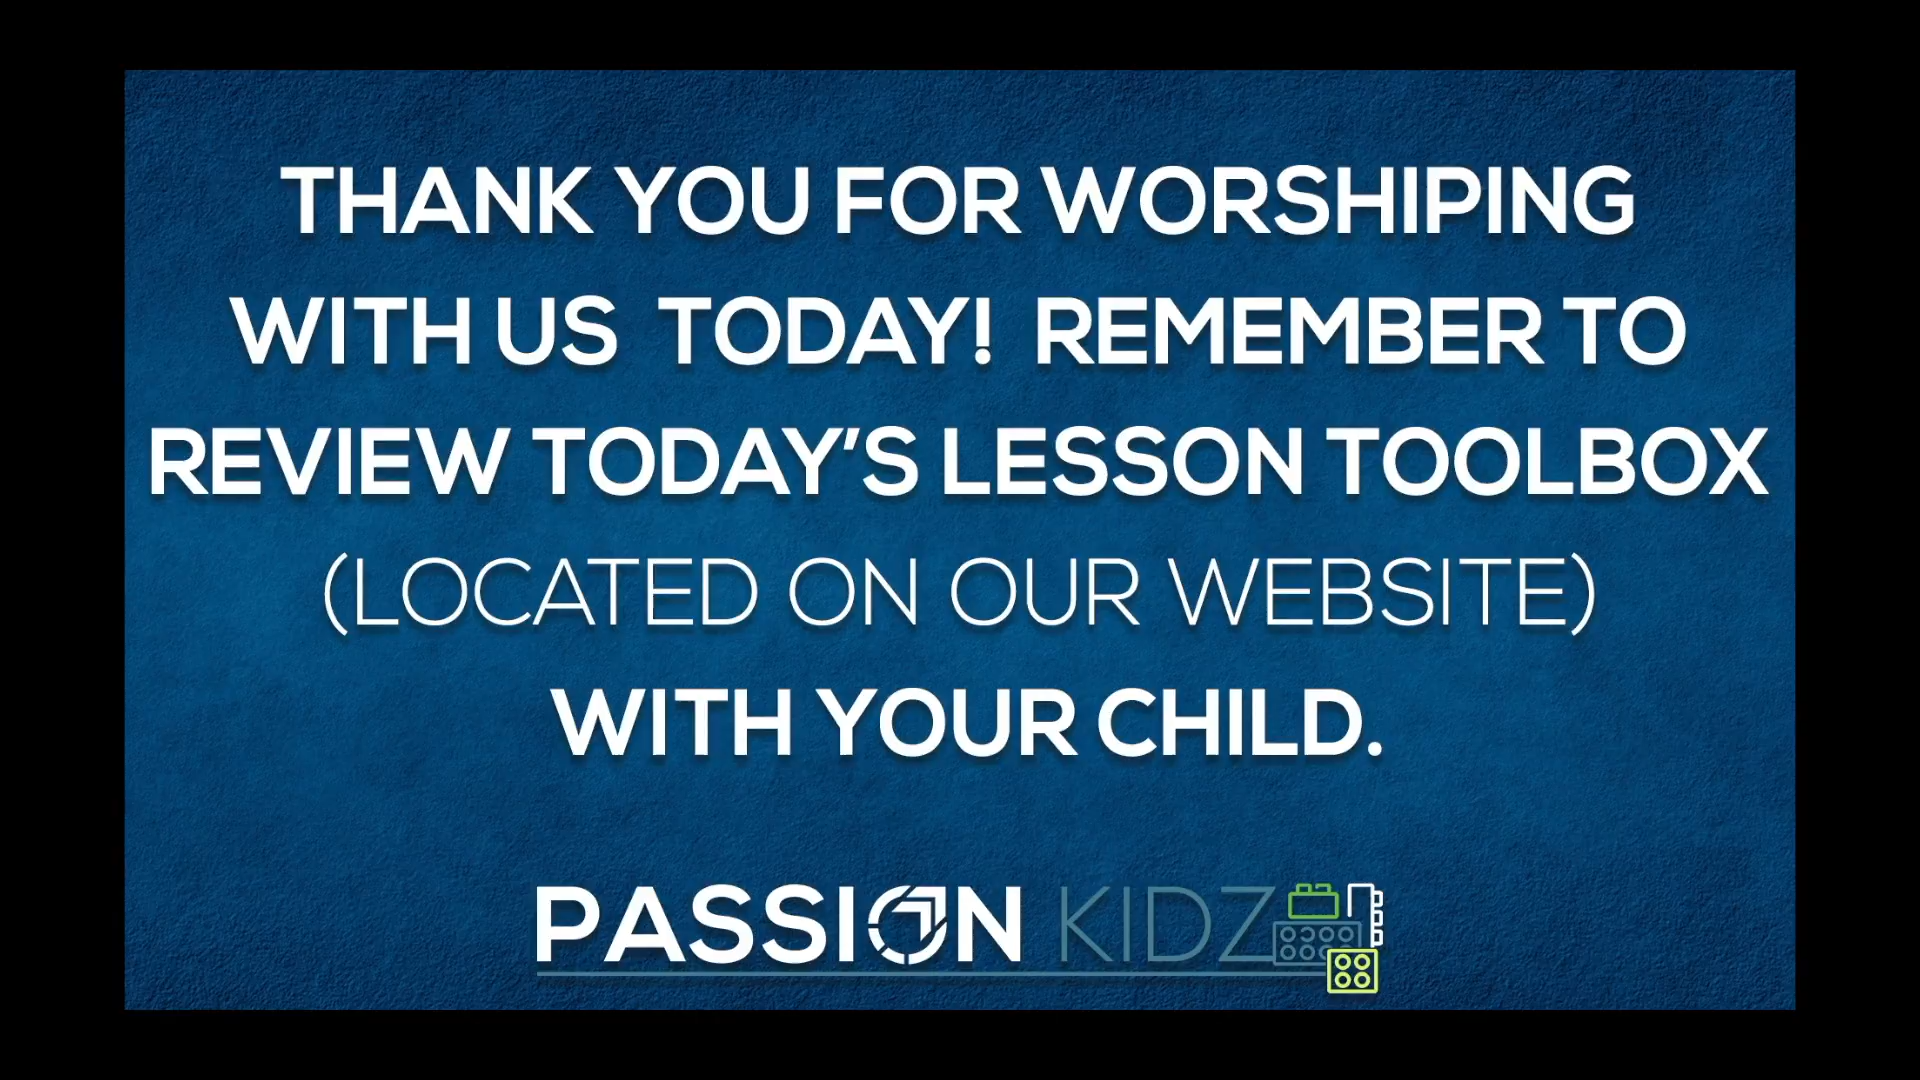 THANK YOU FOR WORSHIPING
WITH US TODAY! REMEMBER TO
REVIEW TODAY'S LESSON TOOLBOX
(LOCATED ON OUR WEBSITE)
WITH YOUR CHILD.
PASSION KIDZ